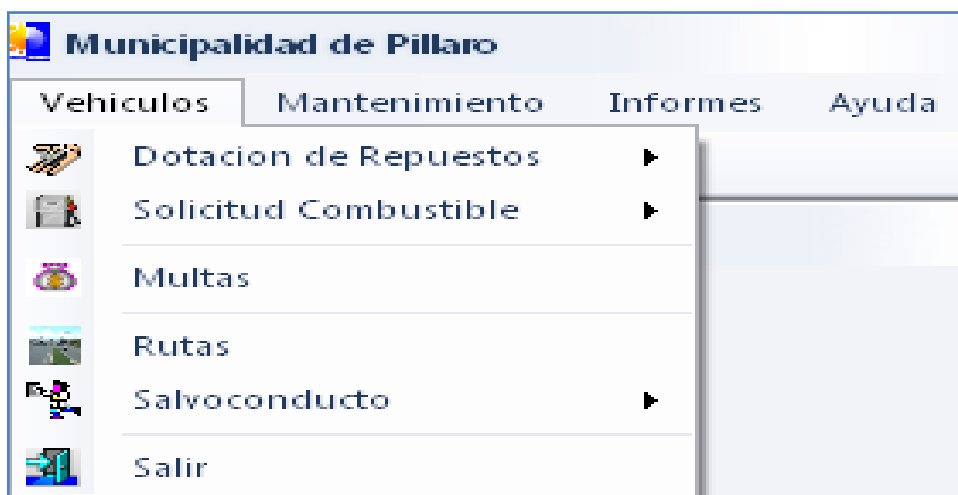 Municipalidad de Pillaro
Vehiculos Mantenimiento Informes Ayuda
Dotacion de Repuestos
Solicitud Combustible
Multas
Rutas
Salvoconducto
Salir